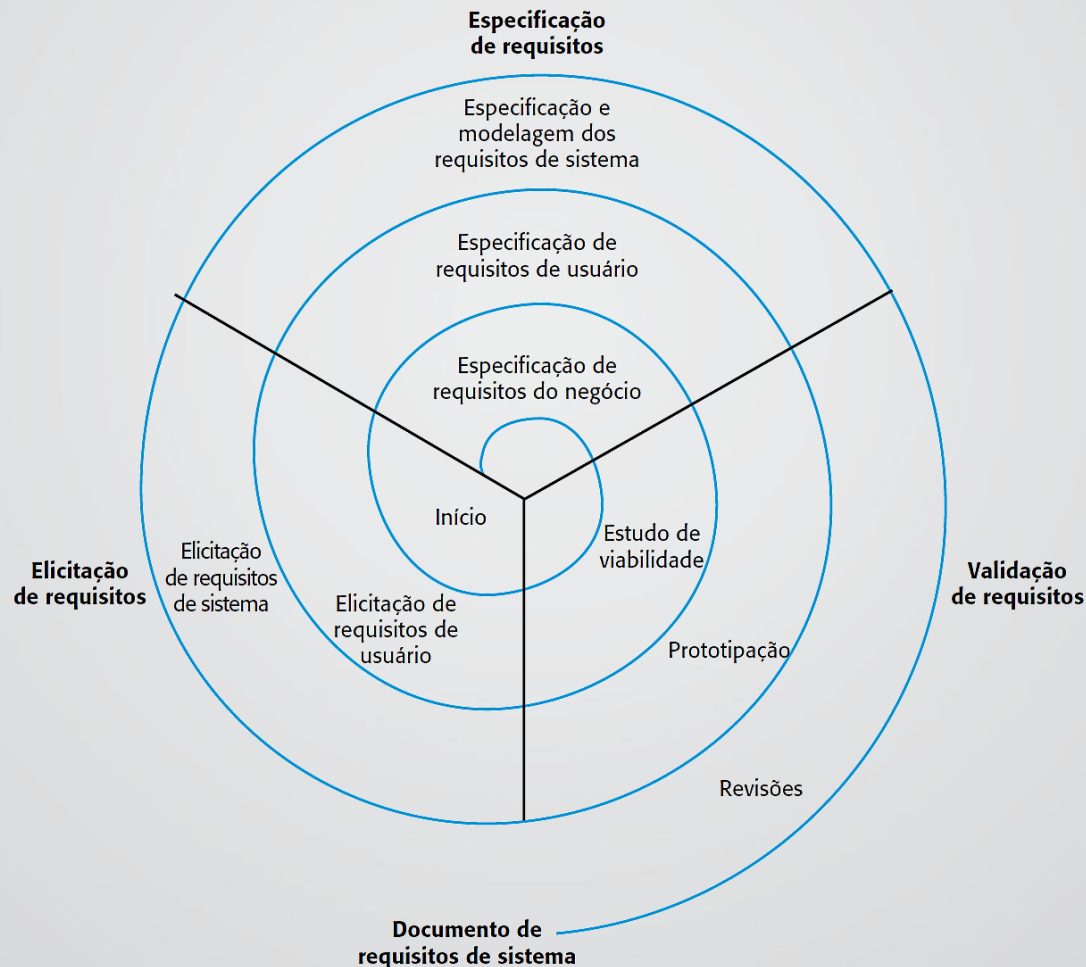 Especificação
de requisitos
Especificação e
modelagem dos
requisitos de sistema
Especificação de
requisitos de usuário
Especificação de
requisitos do negócio
Início
Estudo de
viabilidade
Elicitação
de requisitos
Elicitação
de requisitos
de sistema
Elicitação de
requisitos de
usuário
Validação
de requisitos
Prototipação
Revisões
Documento de
requisitos de sistema